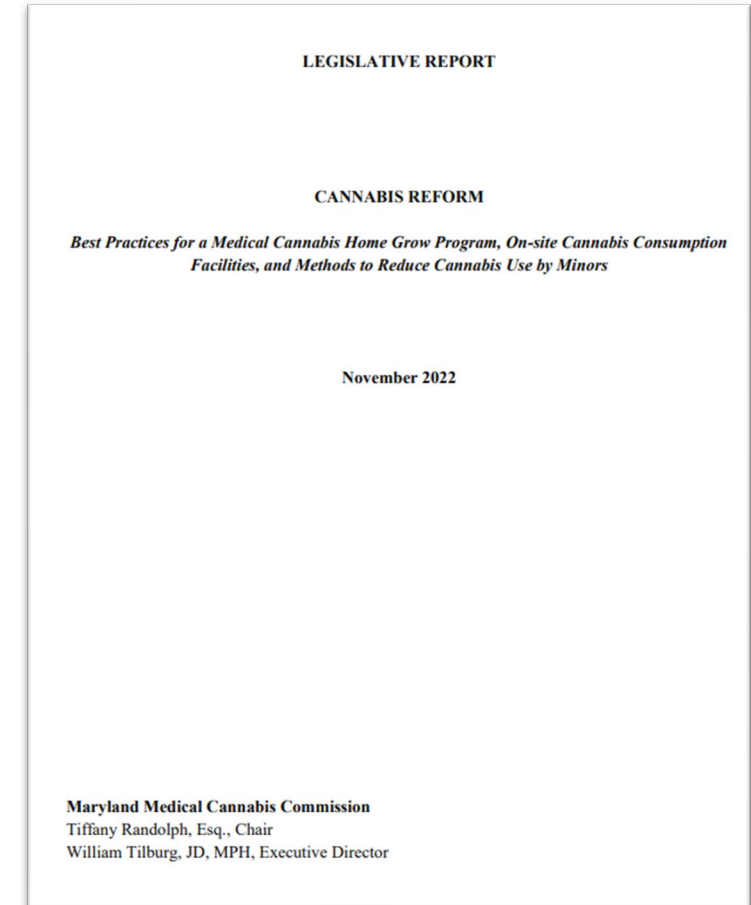 LEGISLATIVE REPORT
CANNABIS REFORM
Best Practices for a Medical Cannabis Home Grow Program, On-site Cannabis Consumption
Facilities, and Methods to Reduce Cannabis Use by Minors
November 2022
Maryland Medical Cannabis Commission
Tiffany Randolph, Esq., Chair
William Tilburg, JD, MPH, Executive Director